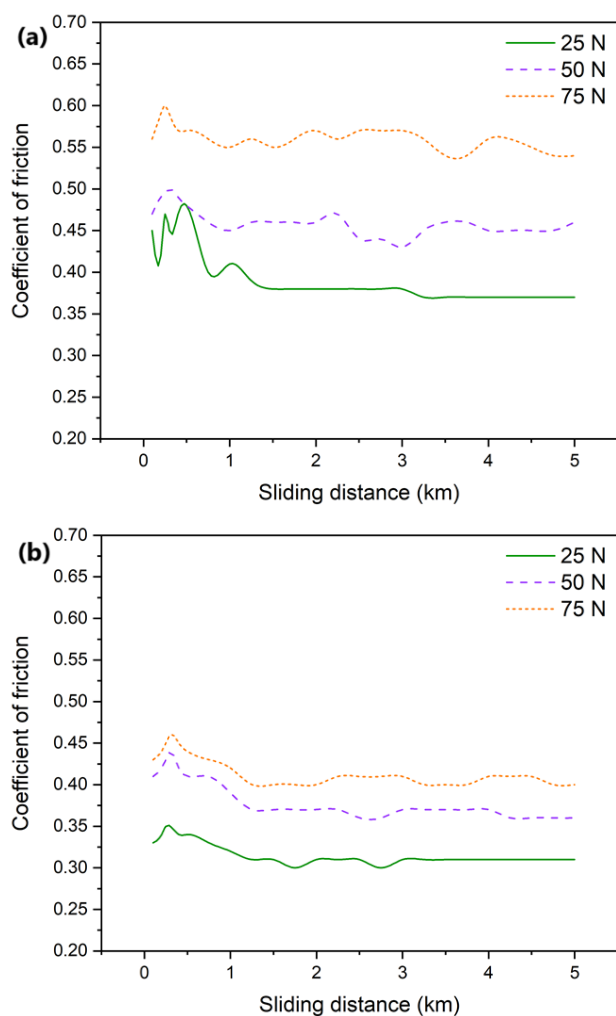 (a)
25 N
50 N
75 N
Coefficient of friction
0.70
0.65
0.60
0.55
0.50
0.45
0.40
0.35
0.30
0.25
0.20
0 1 2 3 4 5
Sliding distance (km)
(b)
25 N
50 N
75 N
Coefficient of friction
0.70
0.65
0.60
0.55
0.50
0.45
0.40
0.35
0.30
0.25
0.20
0 1 2 3 4 5
Sliding distance (km)